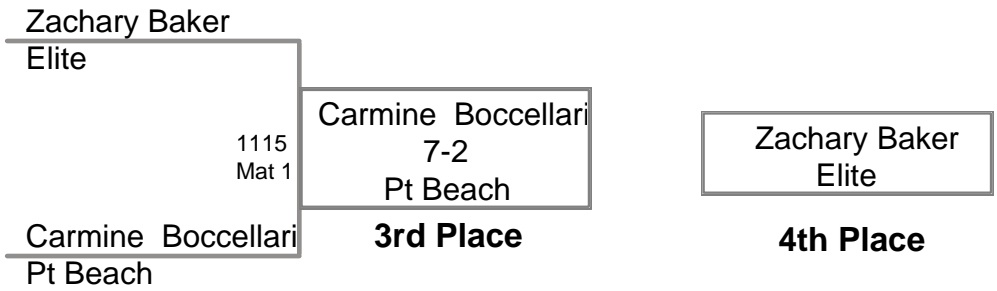 Zachary Baker
Elite
1115
Mat 1
Carmine Boccellari
Pt Beach
Carmine Boccellari
7-2
Pt Beach
3rd Place
Zachary Baker
Elite
4th Place